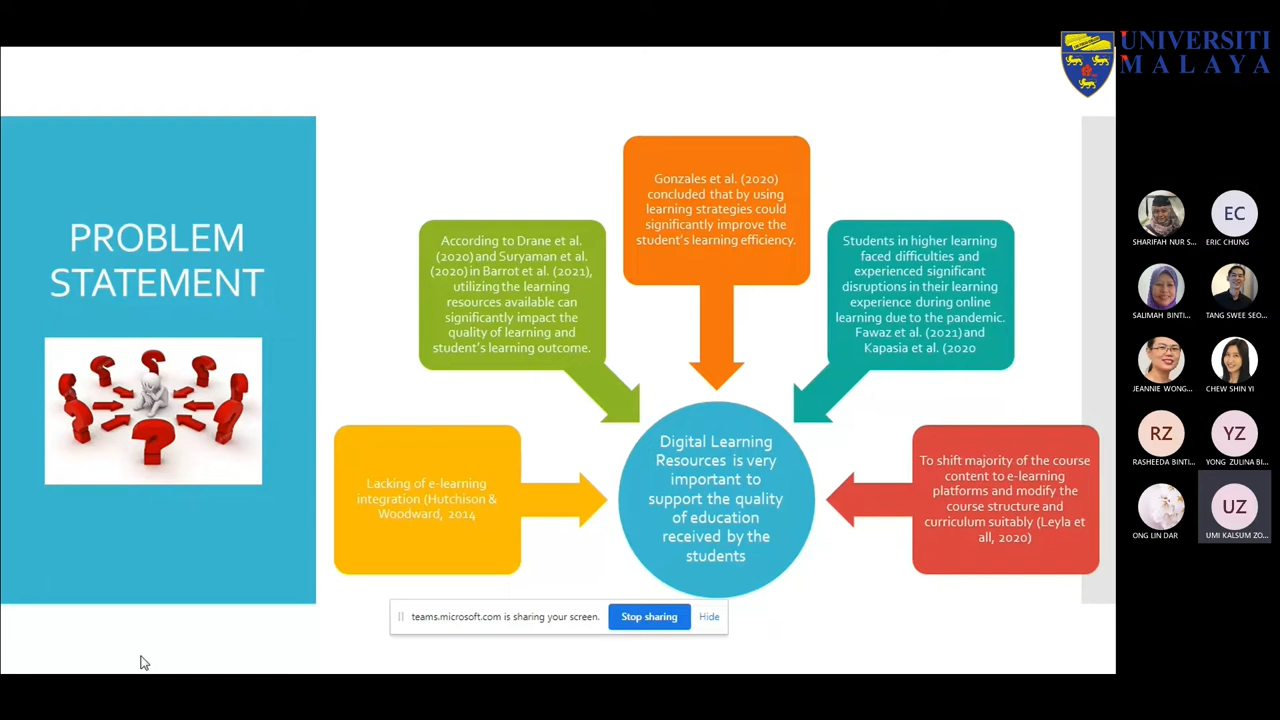 UNIVERSITI
MALAYA
PROBLEM
STATEMENT
Gonzales et al. (2020)
concluded that by using
learning strategies could
significantly improve the
student's learning efficiency.
According to Drane et al.
(2020) and Suryaman et al.
(2020) in Barrot et al. (2021),
utilizing the learning
resources available can
significantly impact the
quality of learning and
student's learning outcome.
Students in higher learning
faced difficulties and
experienced significant
disruptions in their learning
experience during online
learning due to the pandemic.
Fawaz et al. (2021) and
Kapasia et al. (2020
Lacking of e-learning
integration (Hutchison &
Woodward, 2014
Digital Learning
Resources is very
important to
support the quality
of education
received by the
students
To shift majority of the course
content to e-learning
platforms and modify the
course structure and
curriculum suitably (Leyla et
all, 2020)
teams.microsoft.com is sharing your screen.
Stop sharing
Hide
SHARIFAH NUR S...
EC
ERIC CHUNG
SALIMAH BINTI...
TANG SWEE SEO...
JEANNIE WONG...
CHEW SHIN YI
RZ
RASHEEDA BINTI...
YZ
YONG ZULINA BI...
ONG LIN DAR
UZ
UMI KALSUM ZO...